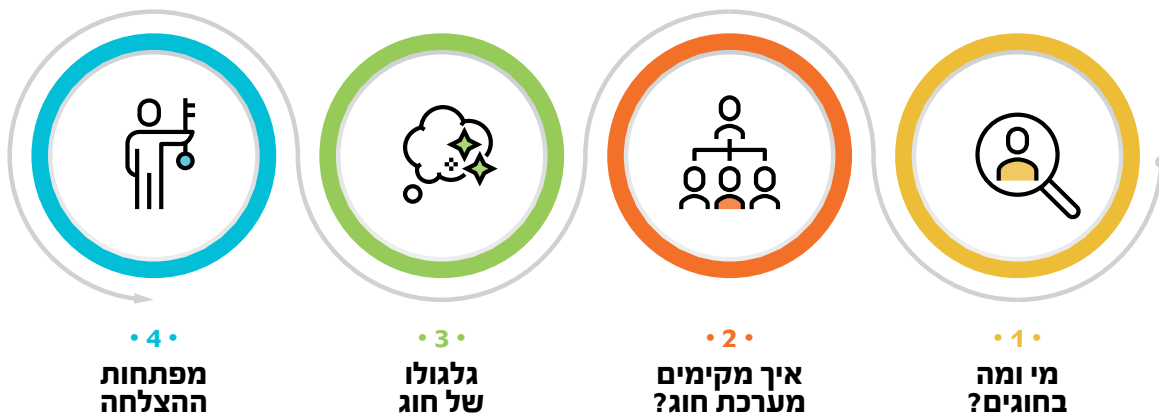 • 1 •
מי ומה
בחוגים?
• 2 •
איך מקימים
מערכת חוג?
• 3 •
גלגולו
של חוג
• 4 •
מפתחות
ההצלחה